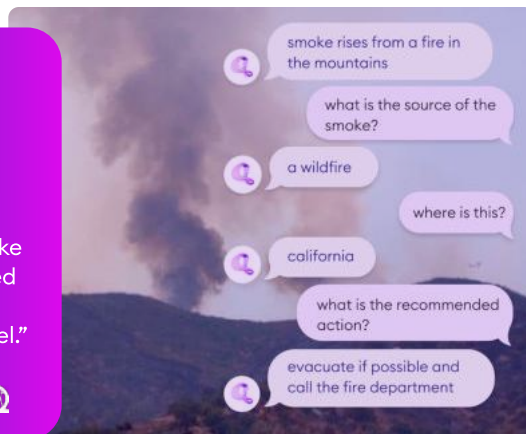 smoke rises from a fire in
the mountains
what is the source of the
smoke?
a wildfire
where is this?
california
what is the recommended
action?
evacuate if possible and
call the fire department
el.”